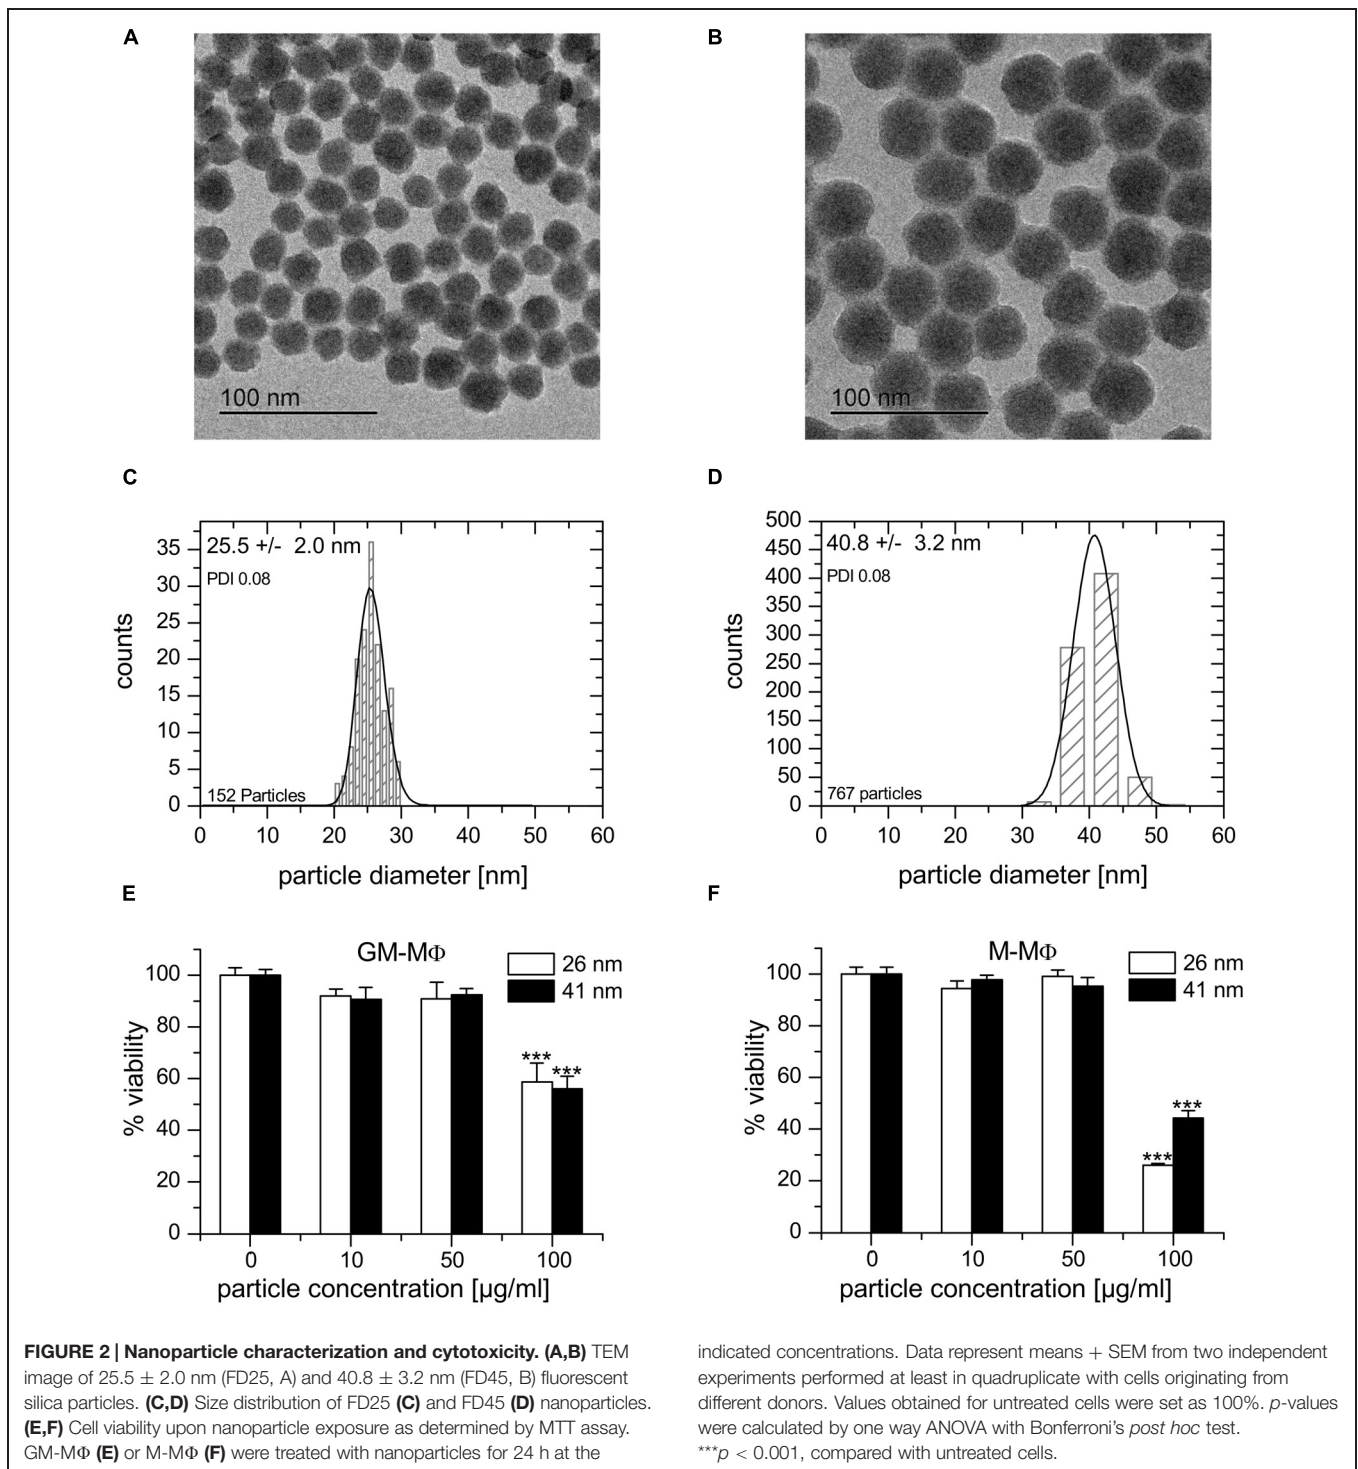 A
B
100 nm
100 nm
C
D
25.5 +/- 2.0 nm
PDI 0.08
35
30
25
20
15
10
5
0
counts
152 Particles
0 10 20 30 40 50 60
particle diameter [nm]
40.8 +/- 3.2 nm
PDI 0.08
500
450
400
350
300
250
200
150
100
50
0
counts
767 particles
0 10 20 30 40 50 60
particle diameter [nm]
E
F
GM-MΦ
26 nm
41 nm
100
80
60
40
20
0
% viability
*** ***
0 10 50 100
particle concentration [µg/ml]
M-MΦ
26 nm
41 nm
100
80
60
40
20
0
% viability
*** ***
0 10 50 100
particle concentration [µg/ml]
FIGURE 2 | Nanoparticle characterization and cytotoxicity. (A,B) TEM
image of 25.5 ± 2.0 nm (FD25, A) and 40.8 ± 3.2 nm (FD45, B) fluorescent
silica particles. (C,D) Size distribution of FD25 (C) and FD45 (D) nanoparticles.
(E,F) Cell viability upon nanoparticle exposure as determined by MTT assay.
GM-MΦ (E) or M-MΦ (F) were treated with nanoparticles for 24 h at the
indicated concentrations. Data represent means + SEM from two independent
experiments performed at least in quadruplicate with cells originating from
different donors. Values obtained for untreated cells were set as 100%. p-values
were calculated by one way ANOVA with Bonferroni's post hoc test.
***p < 0.001, compared with untreated cells.